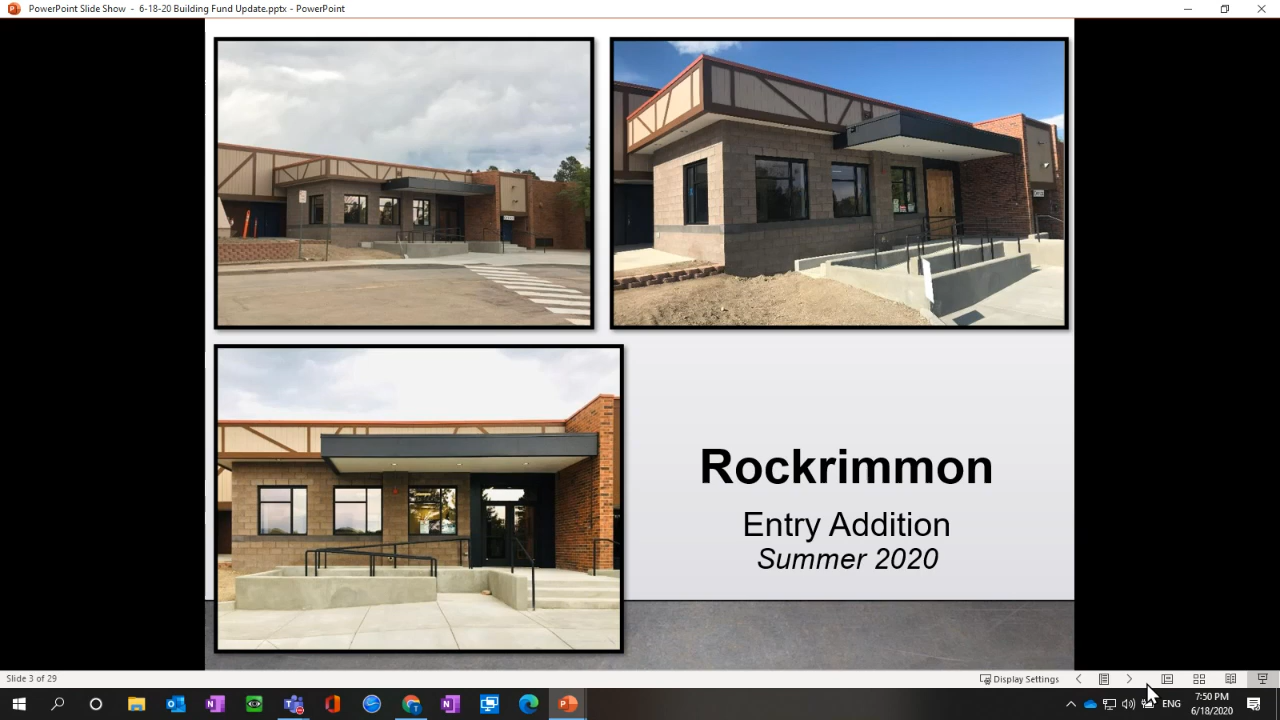 PowerPoint Slide Show - 6-18-20 Building Fund Update.pptx - PowerPoint
Rockrimmon
Entry Addition
Summer 2020
Slide 3 of 29
Display Settings
ENG
7:50 PM
6/18/2020